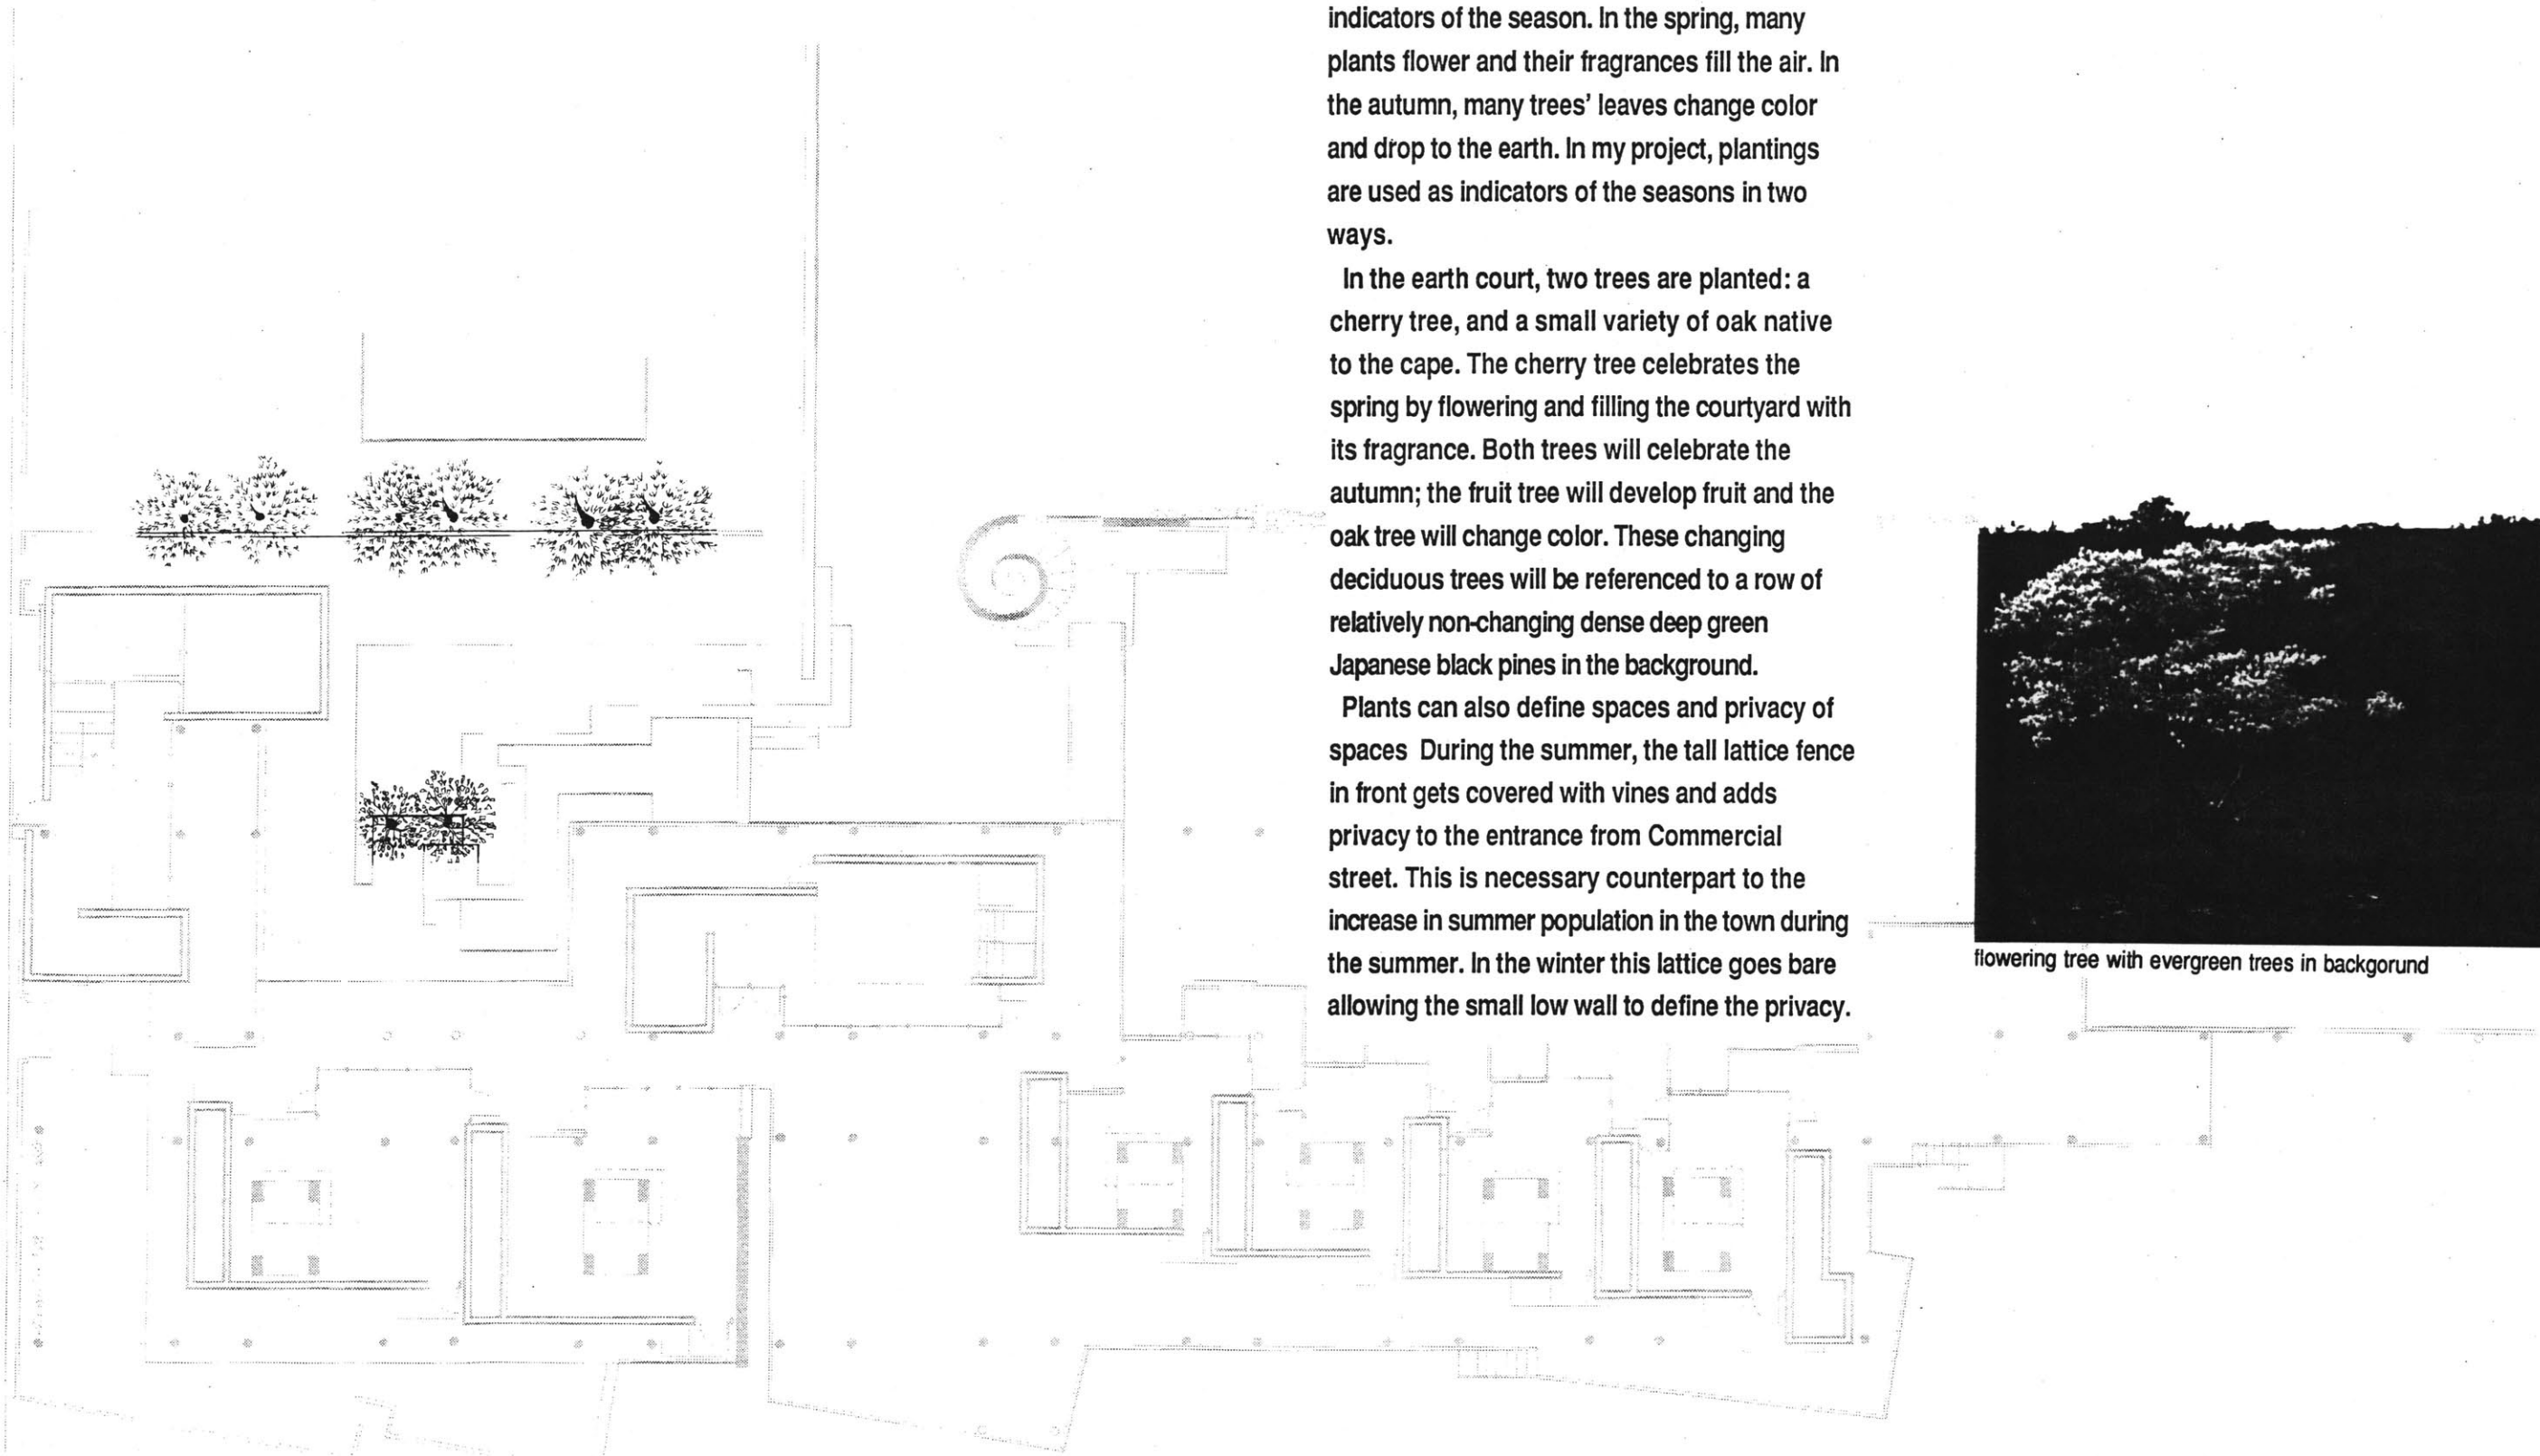 indicators of the season. In the spring, many
plants flower and their fragrances fill the air. In
the autumn, many trees' leaves change color
and drop to the earth. In my project, plantings
are used as indicators of the seasons in two
ways.
In the earth court, two trees are planted: a
cherry tree, and a small variety of oak native
to the cape. The cherry tree celebrates the
spring by flowering and filling the courtyard with
its fragrance. Both trees will celebrate the
autumn; the fruit tree will develop fruit and the
oak tree will change color. These changing
deciduous trees will be referenced to a row of
relatively non-changing dense deep green
Japanese black pines in the background.
Plants can also define spaces and privacy of
spaces During the summer, the tall lattice fence
in front gets covered with vines and adds
privacy to the entrance from Commercial
street. This is necessary counterpart to the
increase in summer population in the town during
the summer. In the winter this lattice goes bare
allowing the small low wall to define the privacy.
flowering tree with evergreen trees in backgorund